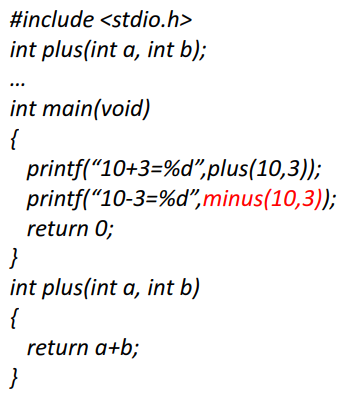 #include <stdio.h>
int plus(int a, int b);
…
int main(void)
{
printf(“10+3=%d”,plus(10,3));
printf(“10-3=%d”,minus(10,3));
return 0;
}
int plus(int a, int b)
{
return a+b;
}